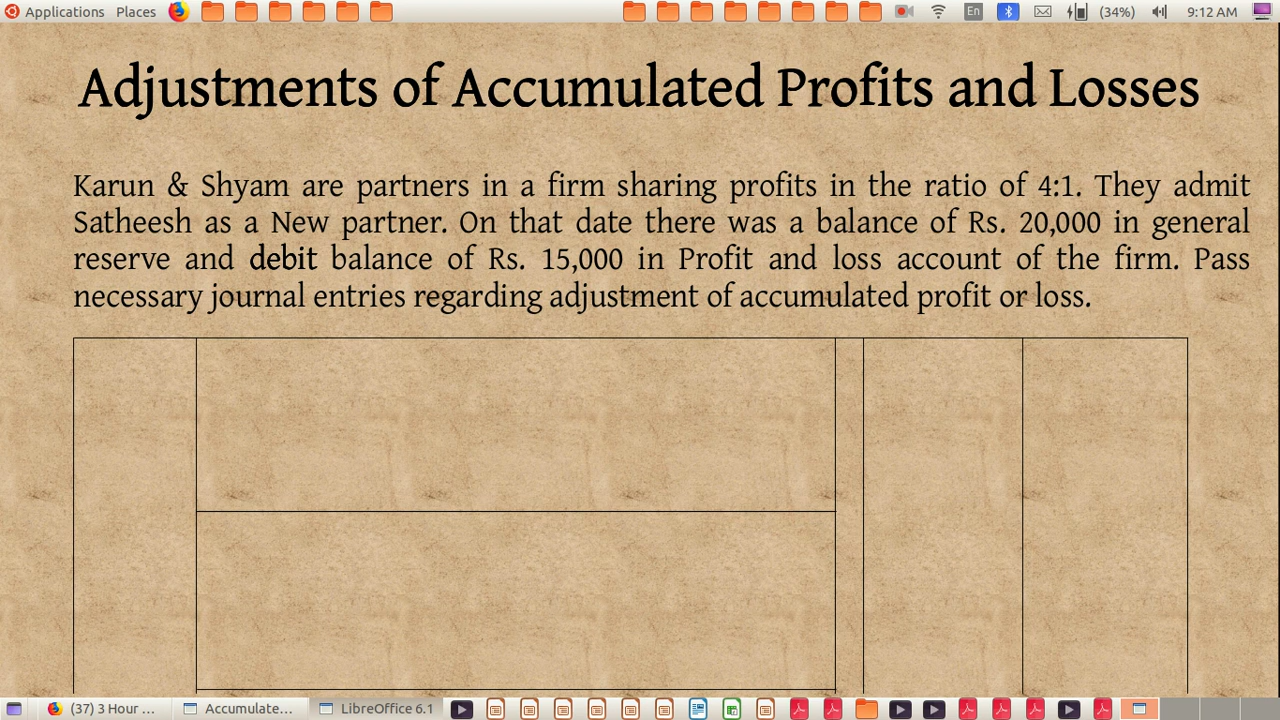 Applications Places En (34%) 9:12 AM
Adjustments of Accumulated Profits and Losses
Karun & Shyam are partners in a firm sharing profits in the ratio of 4:1. They admit
Satheesh as a New partner. On that date there was a balance of Rs. 20,000 in general
reserve and debit balance of Rs. 15,000 in Profit and loss account of the firm. Pass
necessary journal entries regarding adjustment of accumulated profit or loss.
(37) 3 Hour ... Accumulate... LibreOffice 6.1